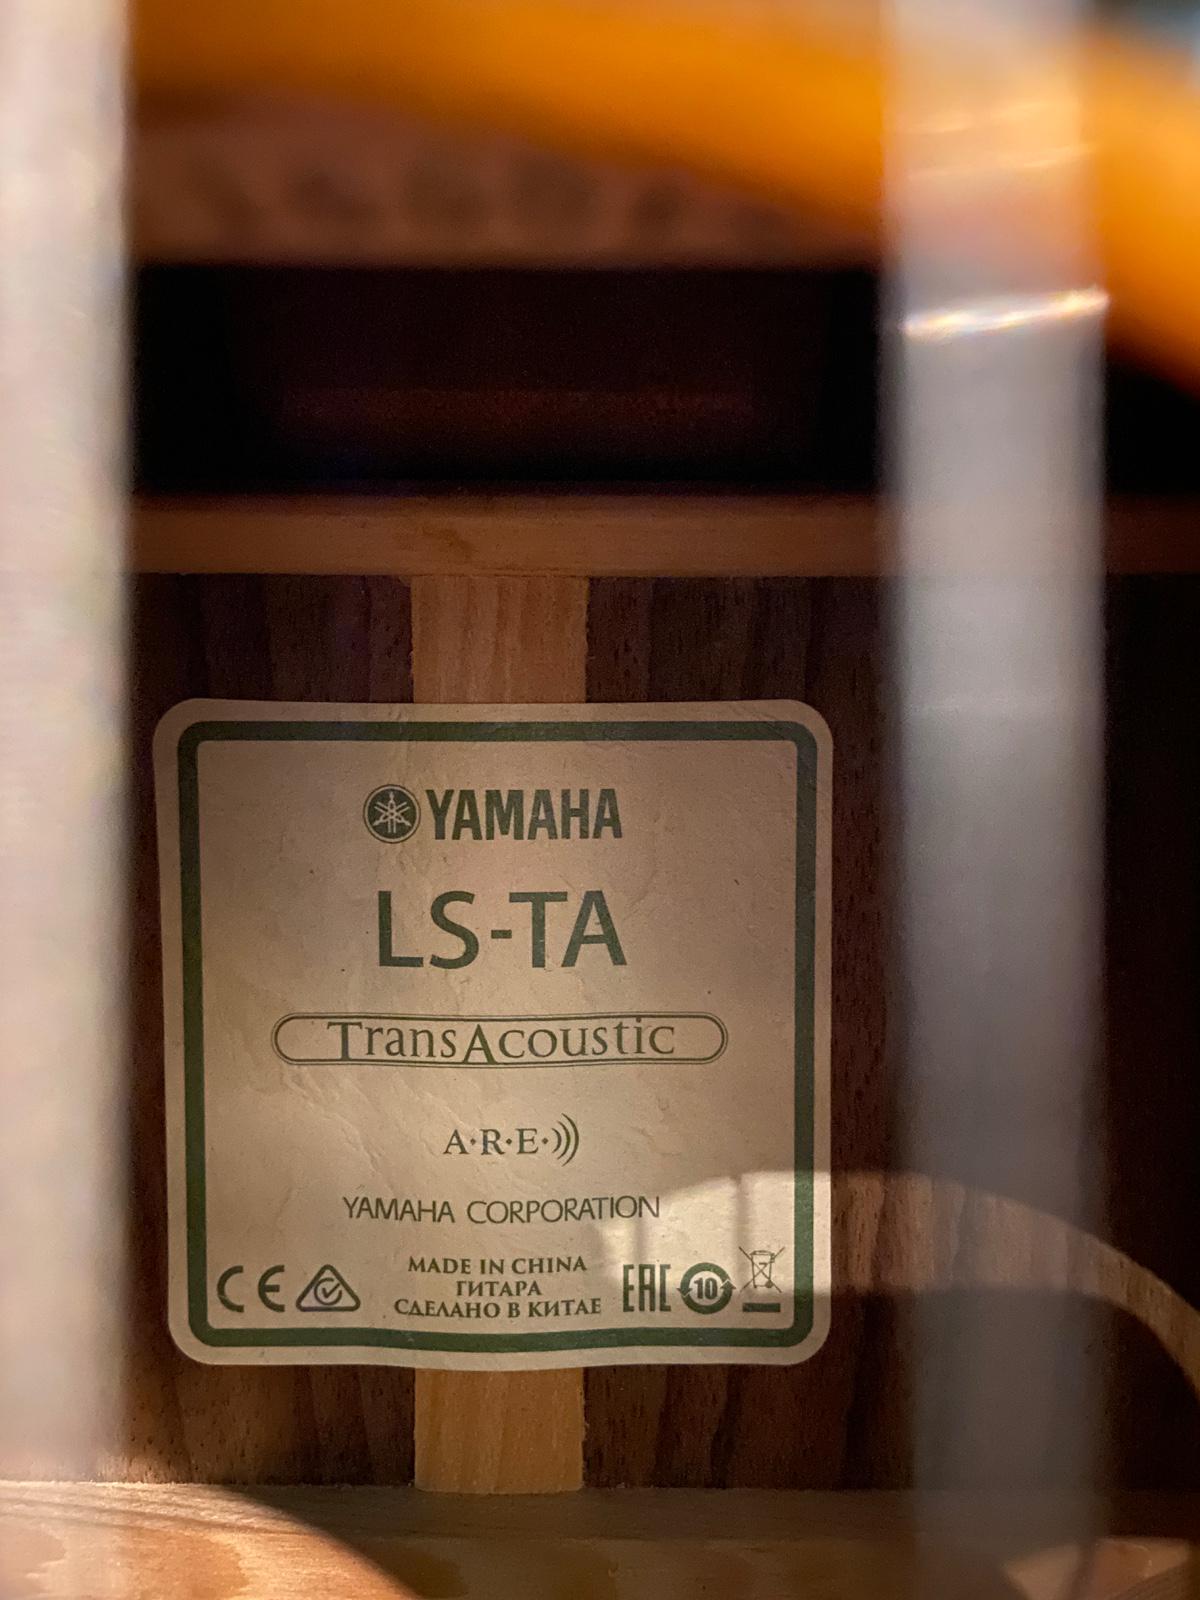 YAMAHA
LS-TA
TransAcoustic
A·R·E·
YAMAHA CORPORATION
MADE IN CHINA
ГИТАРА
СДЕЛАНО В КИТАЕ
CE
EAC
10